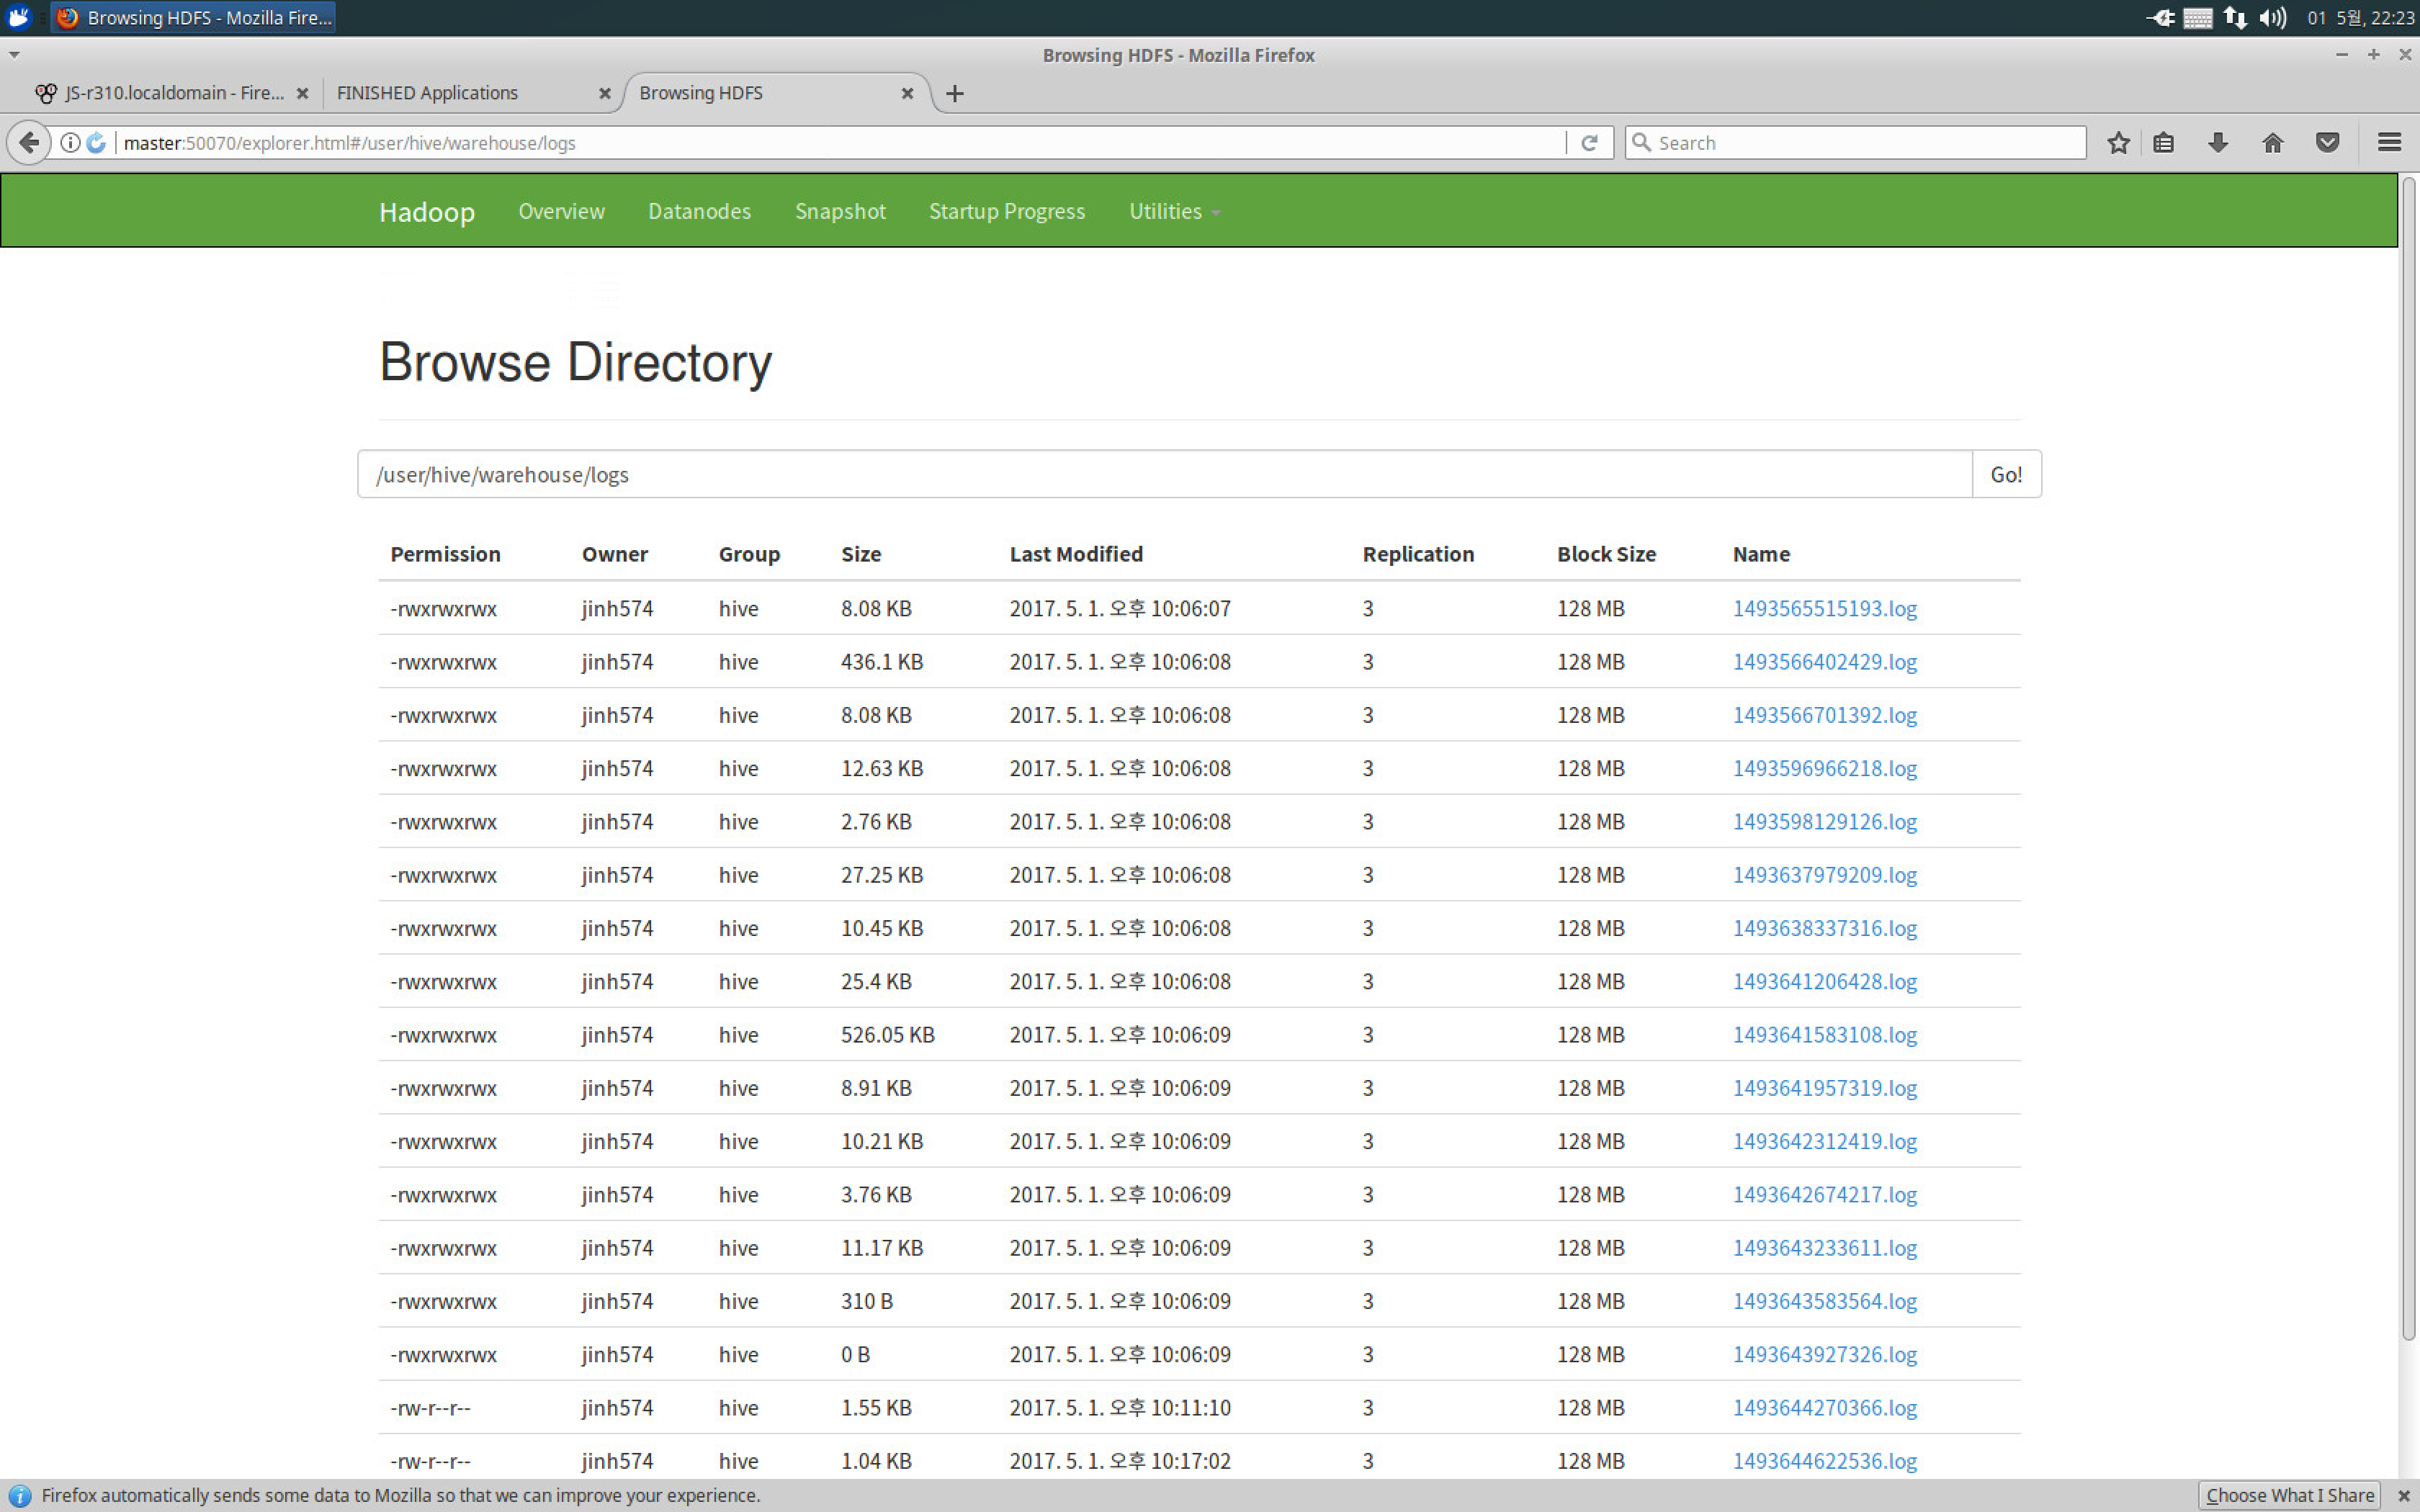 Browsing HDFS - Mozilla Fire...
01 5월, 22:23
Browsing HDFS - Mozilla Firefox
JS-r310.localdomain - Fire... FINISHED Applications Browsing HDFS
master:50070/explorer.html#/user/hive/warehouse/logs Search
Hadoop Overview Datanodes Snapshot Startup Progress Utilities
Browse Directory
/user/hive/warehouse/logs Go!
Permission Owner Group Size Last Modified Replication Block Size Name
-rwxrwxrwx jinh574 hive 8.08 KB 2017. 5. 1. 오후 10:06:07 3 128 MB 1493565515193.log
-rwxrwxrwx jinh574 hive 436.1 KB 2017. 5. 1. 오후 10:06:08 3 128 MB 1493566402429.log
-rwxrwxrwx jinh574 hive 8.08 KB 2017. 5. 1. 오후 10:06:08 3 128 MB 1493566701392.log
-rwxrwxrwx jinh574 hive 12.63 KB 2017. 5. 1. 오후 10:06:08 3 128 MB 1493596966218.log
-rwxrwxrwx jinh574 hive 2.76 KB 2017. 5. 1. 오후 10:06:08 3 128 MB 1493598129126.log
-rwxrwxrwx jinh574 hive 27.25 KB 2017. 5. 1. 오후 10:06:08 3 128 MB 1493637979209.log
-rwxrwxrwx jinh574 hive 10.45 KB 2017. 5. 1. 오후 10:06:08 3 128 MB 1493638337316.log
-rwxrwxrwx jinh574 hive 25.4 KB 2017. 5. 1. 오후 10:06:08 3 128 MB 1493641206428.log
-rwxrwxrwx jinh574 hive 526.05 KB 2017. 5. 1. 오후 10:06:09 3 128 MB 1493641583108.log
-rwxrwxrwx jinh574 hive 8.91 KB 2017. 5. 1. 오후 10:06:09 3 128 MB 1493641957319.log
-rwxrwxrwx jinh574 hive 10.21 KB 2017. 5. 1. 오후 10:06:09 3 128 MB 1493642312419.log
-rwxrwxrwx jinh574 hive 3.76 KB 2017. 5. 1. 오후 10:06:09 3 128 MB 1493642674217.log
-rwxrwxrwx jinh574 hive 11.17 KB 2017. 5. 1. 오후 10:06:09 3 128 MB 1493643233611.log
-rwxrwxrwx jinh574 hive 310 B 2017. 5. 1. 오후 10:06:09 3 128 MB 1493643583564.log
-rwxrwxrwx jinh574 hive 0 B 2017. 5. 1. 오후 10:06:09 3 128 MB 1493643927326.log
-rw-r--r-- jinh574 hive 1.55 KB 2017. 5. 1. 오후 10:11:10 3 128 MB 1493644270366.log
-rw-r--r-- jinh574 hive 1.04 KB 2017. 5. 1. 오후 10:17:02 3 128 MB 1493644622536.log
Firefox automatically sends some data to Mozilla so that we can improve your experience. Choose What I Share